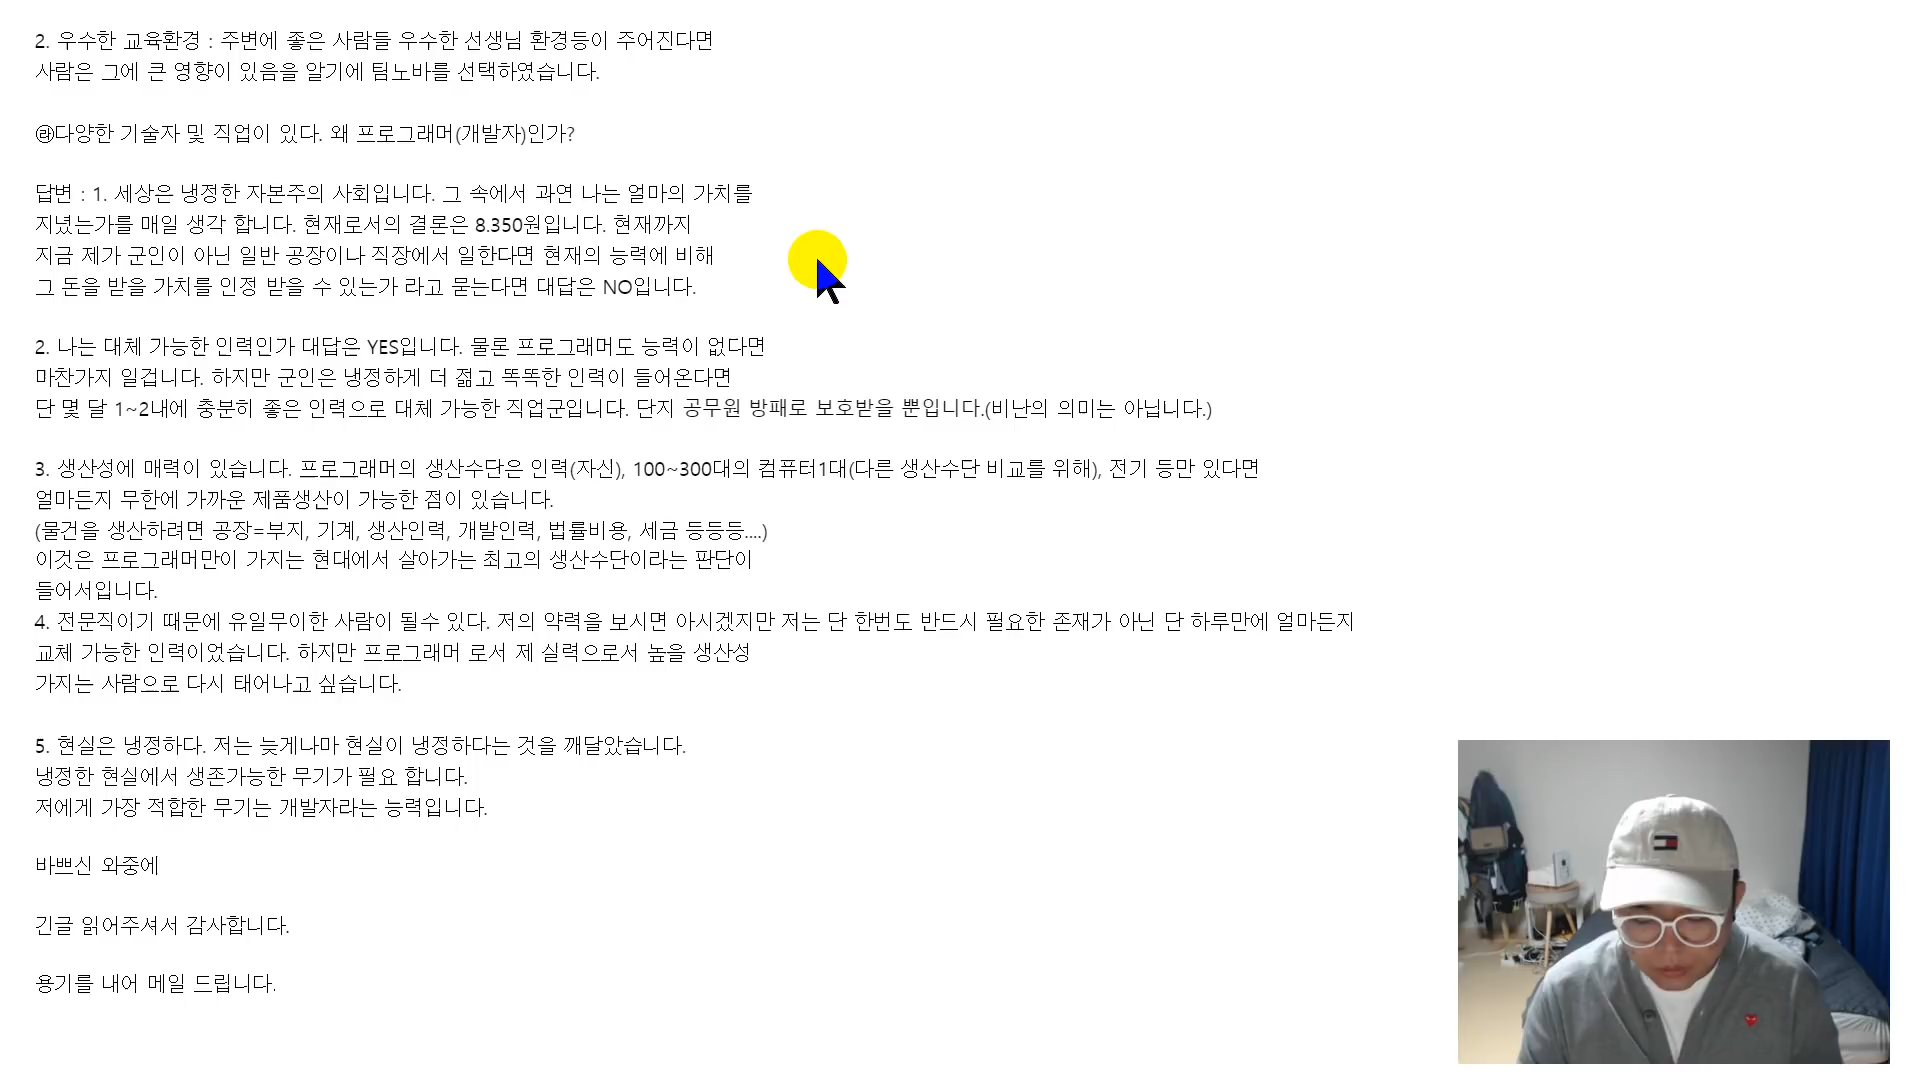 2. 우수한 교육환경 : 주변에 좋은 사람들 우수한 선생님 환경등이 주어진다면
사람은 그에 큰 영향이 있음을 알기에 팀노바를 선택하였습니다.
㉣다양한 기술자 및 직업이 있다. 왜 프로그래머(개발자)인가?
답변 : 1. 세상은 냉정한 자본주의 사회입니다. 그 속에서 과연 나는 얼마의 가치를
지녔는가를 매일 생각 합니다. 현재로서의 결론은 8.350원입니다. 현재까지
지금 제가 군인이 아닌 일반 공장이나 직장에서 일한다면 현재의 능력에 비해
그 돈을 받을 가치를 인정 받을 수 있는가 라고 묻는다면 대답은 NO입니다.
2. 나는 대체 가능한 인력인가 대답은 YES입니다. 물론 프로그래머도 능력이 없다면
마찬가지 일겁니다. 하지만 군인은 냉정하게 더 젊고 똑똑한 인력이 들어온다면
단 몇 달 1~2내에 충분히 좋은 인력으로 대체 가능한 직업군입니다. 단지 공무원 방패로 보호받을 뿐입니다.(비난의 의미는 아닙니다.)
3. 생산성에 매력이 있습니다. 프로그래머의 생산수단은 인력(자신), 100~300대의 컴퓨터1대(다른 생산수단 비교를 위해), 전기 등만 있다면
얼마든지 무한에 가까운 제품생산이 가능한 점이 있습니다.
(물건을 생산하려면 공장=부지, 기계, 생산인력, 개발인력, 법률비용, 세금 등등등....)
이것은 프로그래머만이 가지는 현대에서 살아가는 최고의 생산수단이라는 판단이
들어서입니다.
4. 전문직이기 때문에 유일무이한 사람이 될수 있다. 저의 약력을 보시면 아시겠지만 저는 단 한번도 반드시 필요한 존재가 아닌 단 하루만에 얼마든지
교체 가능한 인력이었습니다. 하지만 프로그래머 로서 제 실력으로서 높을 생산성
가지는 사람으로 다시 태어나고 싶습니다.
5. 현실은 냉정하다. 저는 늦게나마 현실이 냉정하다는 것을 깨달았습니다.
냉정한 현실에서 생존가능한 무기가 필요 합니다.
저에게 가장 적합한 무기는 개발자라는 능력입니다.
바쁘신 와중에
긴글 읽어주셔서 감사합니다.
용기를 내어 메일 드립니다.